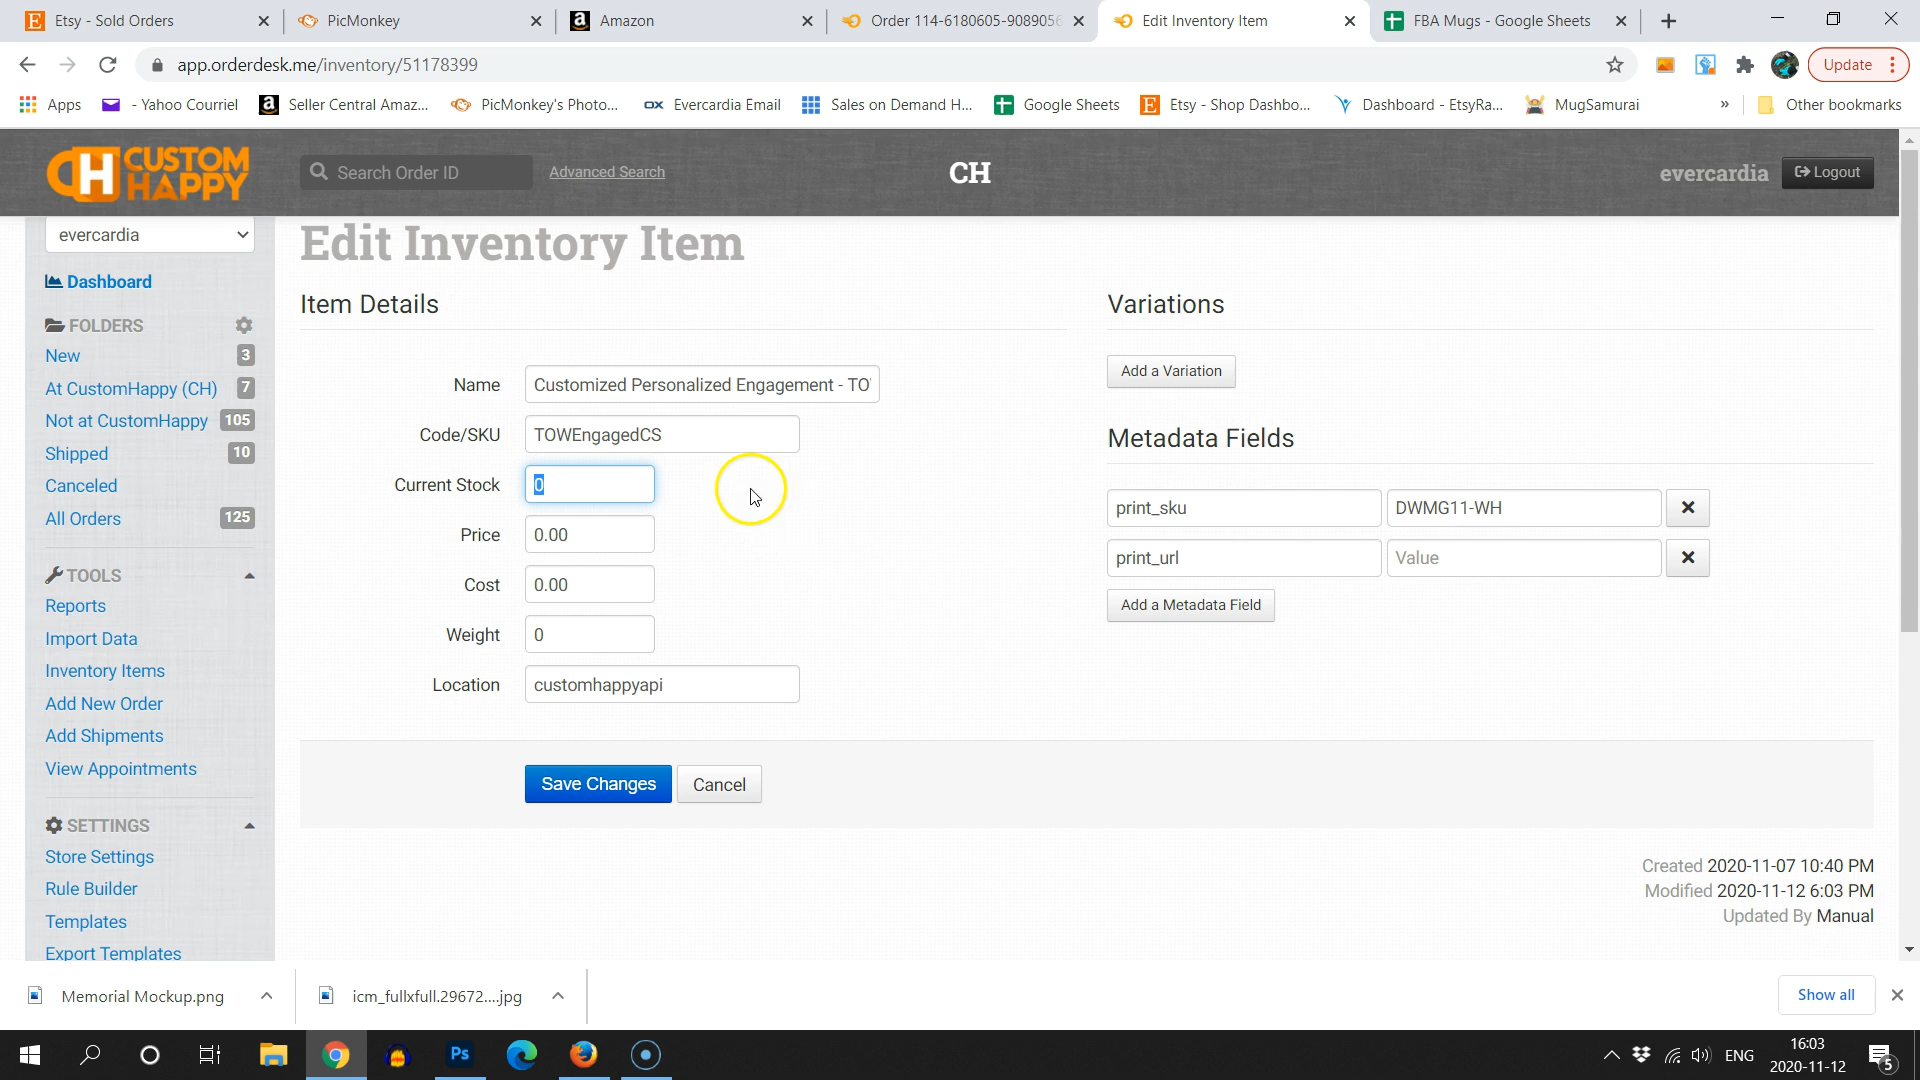 Etsy - Sold Orders
PicMonkey
Amazon
Order 114-6180605-9089056
Edit Inventory Item
FBA Mugs - Google Sheets
app.orderdesk.me/inventory/51178399
Update
Apps
- Yahoo Courriel
Seller Central Amaz...
PicMonkey's Photo...
Evercardia Email
Sales on Demand H...
Google Sheets
Etsy - Shop Dashbo...
Dashboard - EtsyRa...
MugSamurai
»
Other bookmarks
CH CUSTOM HAPPY
Search Order ID
Advanced Search
CH
evercardia
Logout
evercardia
Dashboard
FOLDERS
New 3
At CustomHappy (CH) 7
Not at CustomHappy 105
Shipped 10
Canceled
All Orders 125
TOOLS
Reports
Import Data
Inventory Items
Add New Order
Add Shipments
View Appointments
SETTINGS
Store Settings
Rule Builder
Templates
Export Templates
Edit Inventory Item
Item Details
Name Customized Personalized Engagement - TO
Code/SKU TOWEngagedCS
Current Stock 0
Price 0.00
Cost 0.00
Weight 0
Location customhappyapi
Save Changes
Cancel
Variations
Add a Variation
Metadata Fields
print_sku DWMG11-WH
print_url Value
Add a Metadata Field
Created 2020-11-07 10:40 PM
Modified 2020-11-12 6:03 PM
Updated By Manual
Memorial Mockup.png
icm_fullxfull.29672....jpg
Show all
Ps
ENG
16:03
2020-11-12
5